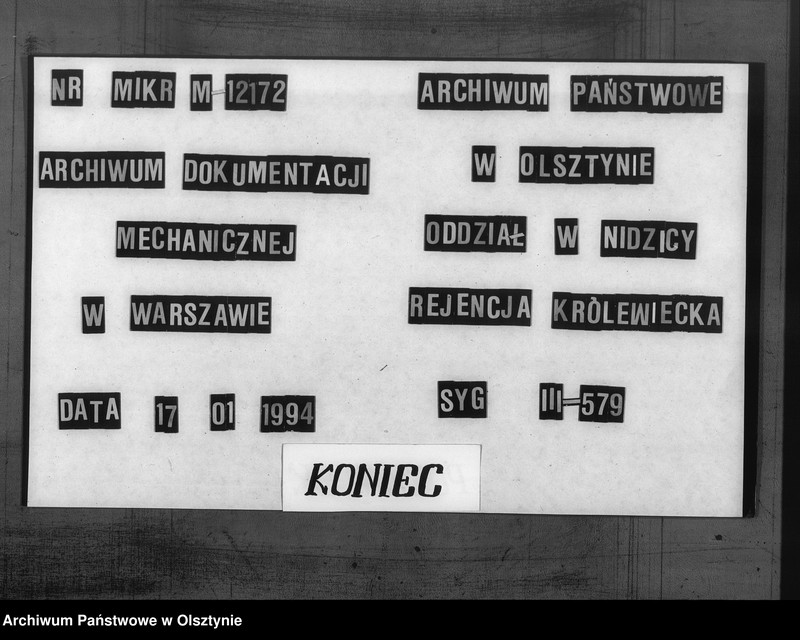 NR MIKR M-12172
ARCHIWUM DOKUMENTACJI
MECHANICZNEJ
W WARSZAWIE
DATA 17 01 1994
ARCHIWUM PAŃSTWOWE
W OLSZTYNIE
ODDZIAŁ W NIDZICY
REJENCJA KRÒLEWIECKA
SYG III-579
KONIEC
Archiwum Państwowe w Olsztynie